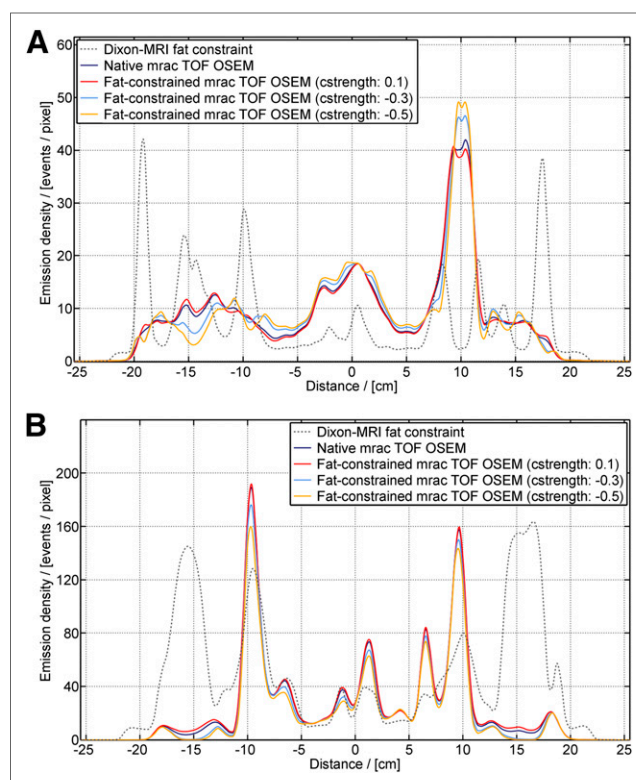 A
60
50
40
30
20
10
0
Emission density / [events / pixel]
Dixon-MRI fat constraint
Native mrac TOF OSEM
Fat-constrained mrac TOF OSEM (cstrength: 0.1)
Fat-constrained mrac TOF OSEM (cstrength: -0.3)
Fat-constrained mrac TOF OSEM (cstrength: -0.5)
-25 -20 -15 -10 -5 0 5 10 15 20 25
Distance / [cm]
B
200
160
120
80
40
0
Emission density / [events / pixel]
Dixon-MRI fat constraint
Native mrac TOF OSEM
Fat-constrained mrac TOF OSEM (cstrength: 0.1)
Fat-constrained mrac TOF OSEM (cstrength: -0.3)
Fat-constrained mrac TOF OSEM (cstrength: -0.5)
-25 -20 -15 -10 -5 0 5 10 15 20 25
Distance / [cm]